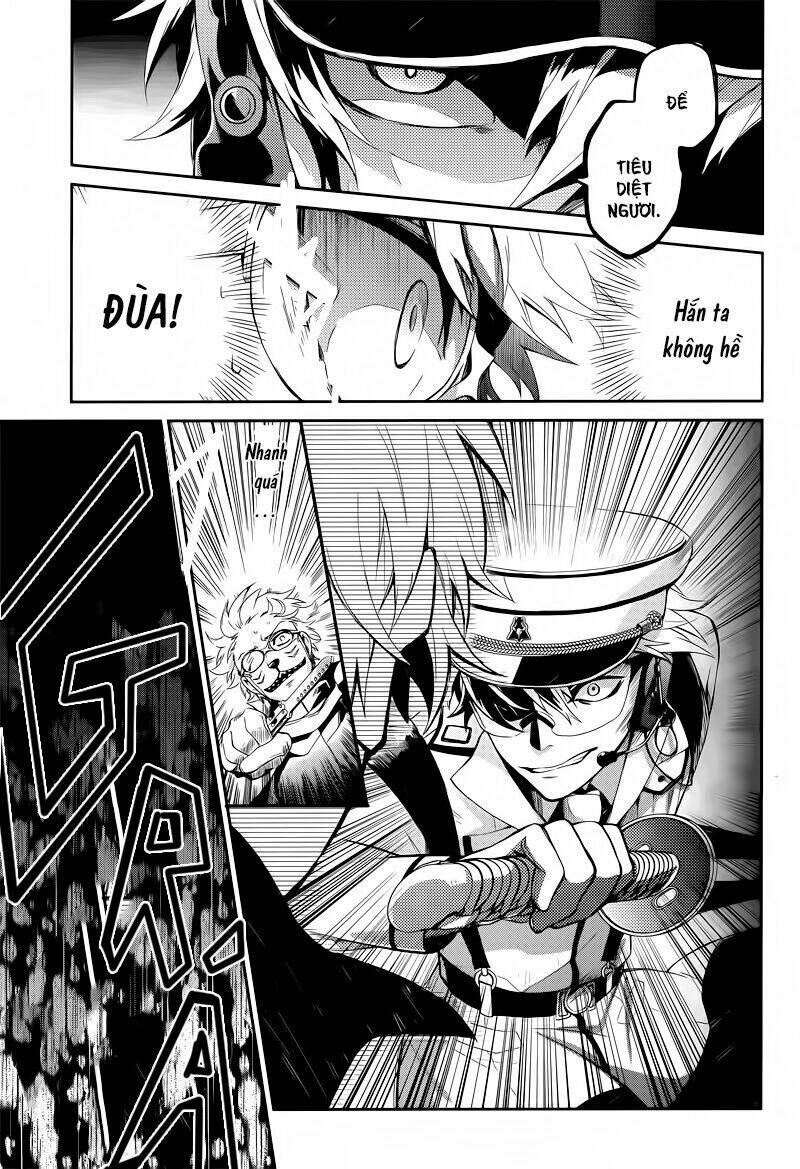 ĐỂ
TIÊU
DIỆT
NGƯƠI.
Hắn ta
không hề
ĐÙA!
Nhanh
quá
...